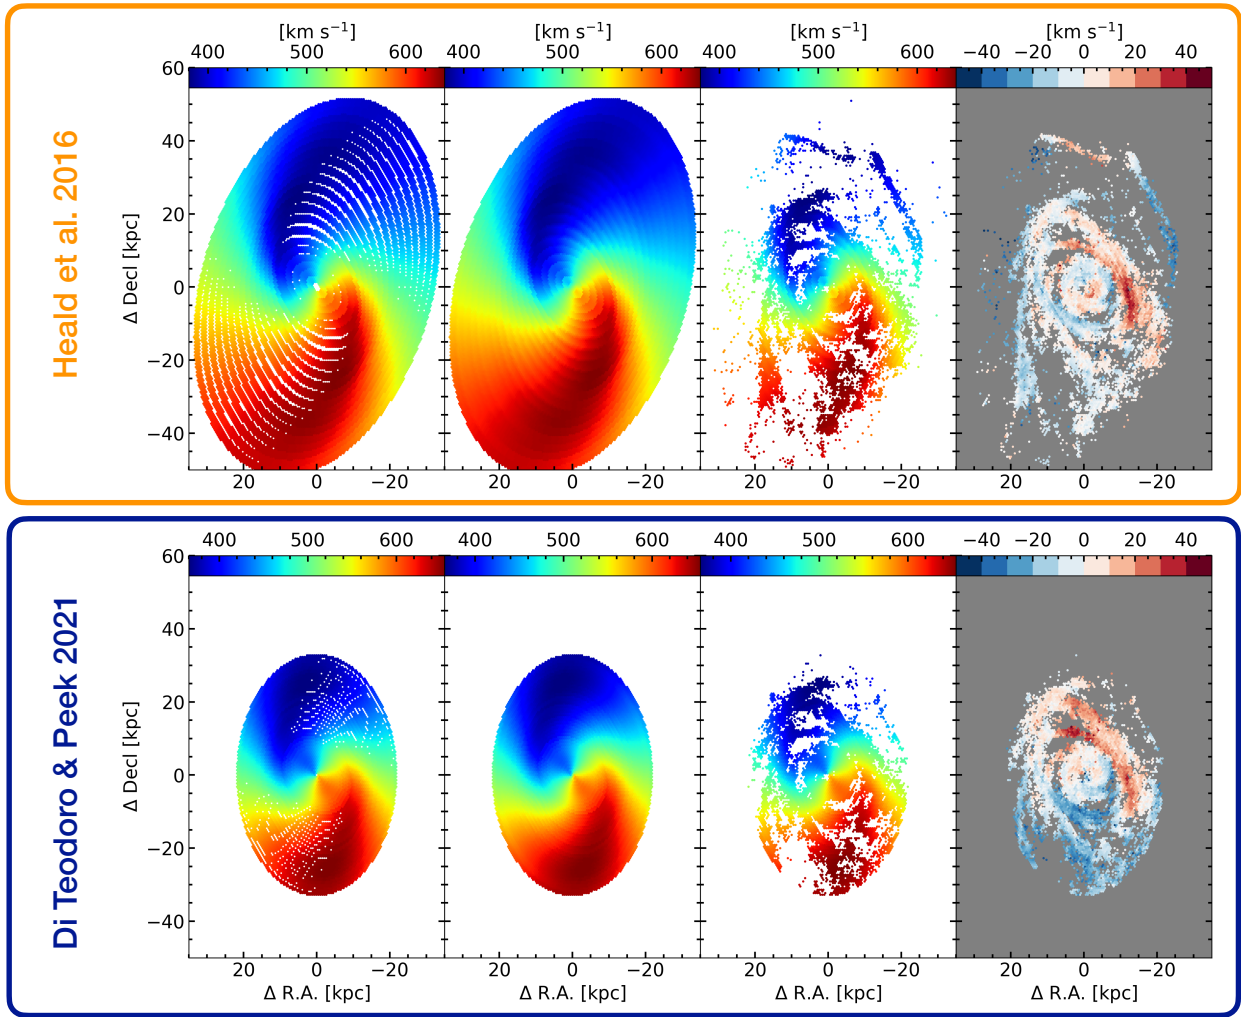 [km s⁻¹] [km s⁻¹] [km s⁻¹] [km s⁻¹]
400 500 600 400 500 600 400 500 600 −40 −20 0 20 40
Heald et al. 2016
Δ Decl [kpc]
60
40
20
0
−20
−40
20 0 −20 20 0 −20 20 0 −20 20 0 −20
400 500 600 400 500 600 400 500 600 −40 −20 0 20 40
Di Teodoro & Peek 2021
Δ Decl [kpc]
60
40
20
0
−20
−40
20 0 −20 20 0 −20 20 0 −20 20 0 −20
Δ R.A. [kpc] Δ R.A. [kpc] Δ R.A. [kpc] Δ R.A. [kpc]